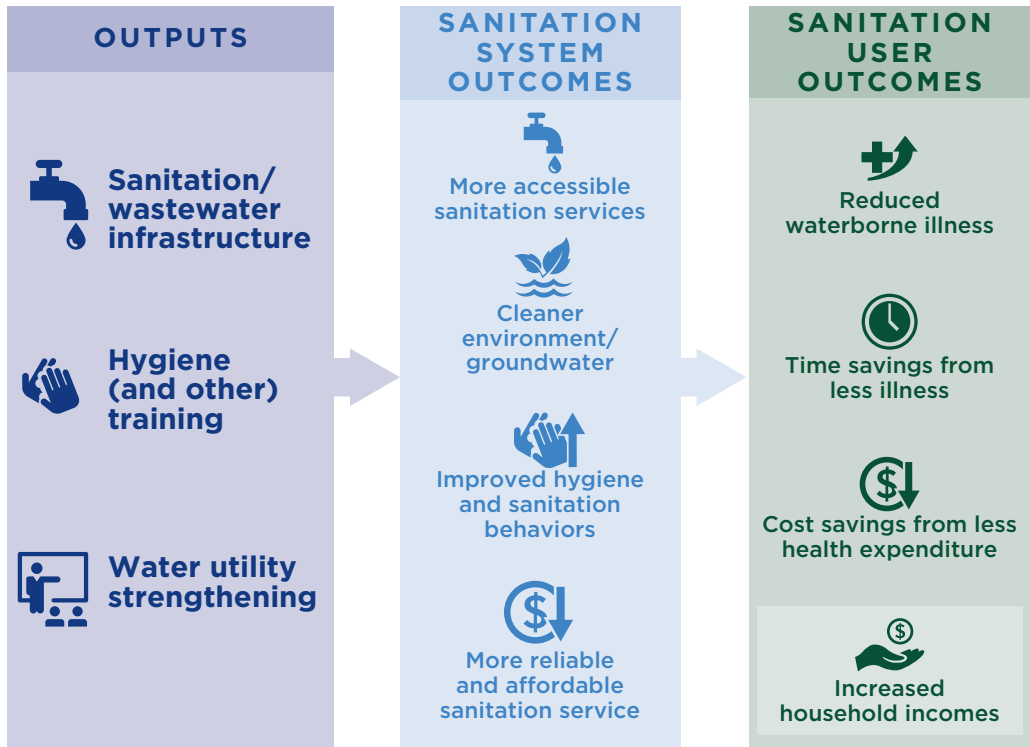 OUTPUTS
Sanitation/
wastewater
infrastructure
Hygiene
(and other)
training
Water utility
strengthening
SANITATION
SYSTEM
OUTCOMES
More accessible
sanitation services
Cleaner
environment/
groundwater
Improved hygiene
and sanitation
behaviors
$
More reliable
and affordable
sanitation service
SANITATION
USER
OUTCOMES
Reduced
waterborne illness
Time savings from
less illness
$
Cost savings from less
health expenditure
$
Increased
household incomes